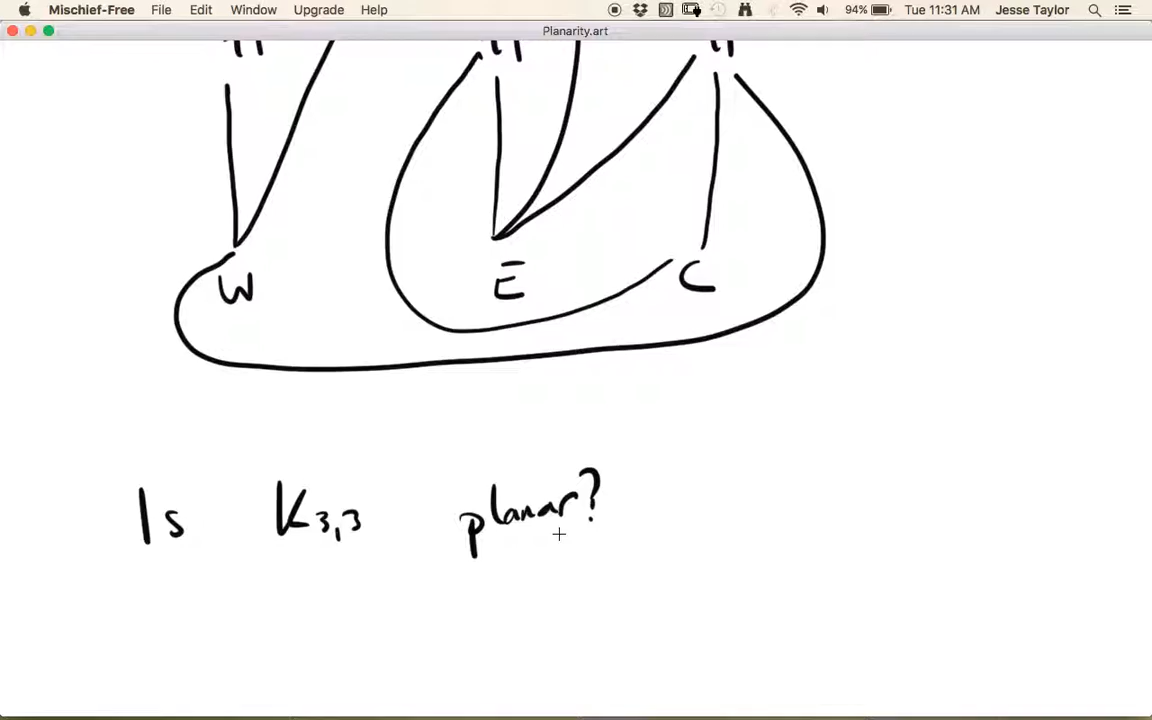 Mischief-Free File Edit Window Upgrade Help 94% Tue 11:31 AM Jesse Taylor
Planarity.art
W E C
Is K3,3 planar?